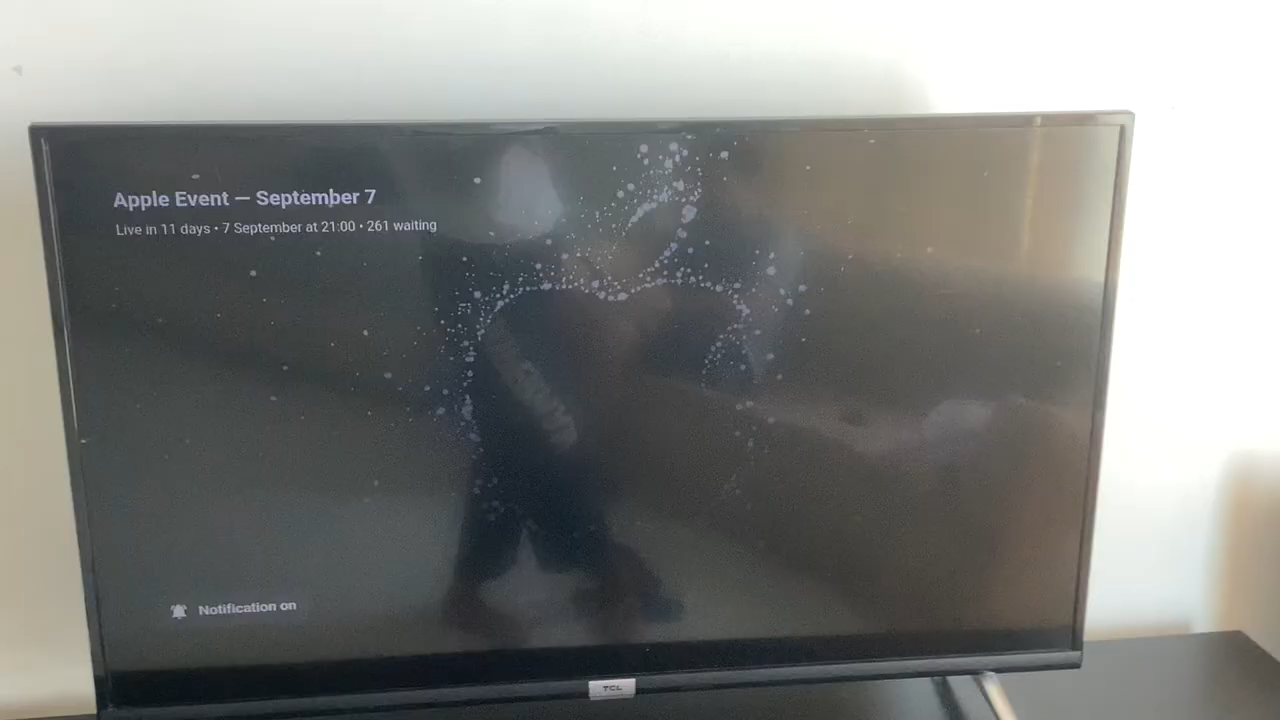 Apple Event — September 7
Live in 11 days • 7 September at 21:00 • 261 waiting
Notification on
TCL